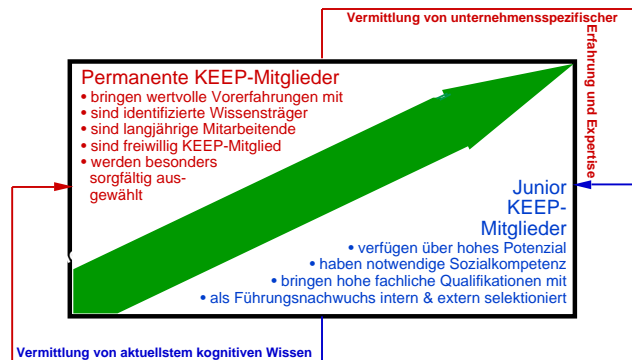 Vermittlung von unternehmensspezifischer
Erfahrung und Expertise
Permanente KEEP-Mitglieder
• bringen wertvolle Vorerfahrungen mit
• sind identifizierte Wissensträger
• sind langjährige Mitarbeitende
• sind freiwillig KEEP-Mitglied
• werden besonders
sorgfältig aus-
gewählt
Junior
KEEP-
Mitglieder
• verfügen über hohes Potenzial
• haben notwendige Sozialkompetenz
• bringen hohe fachliche Qualifikationen mit
• als Führungsnachwuchs intern & extern selektioniert
Vermittlung von aktuellstem kognitiven Wissen